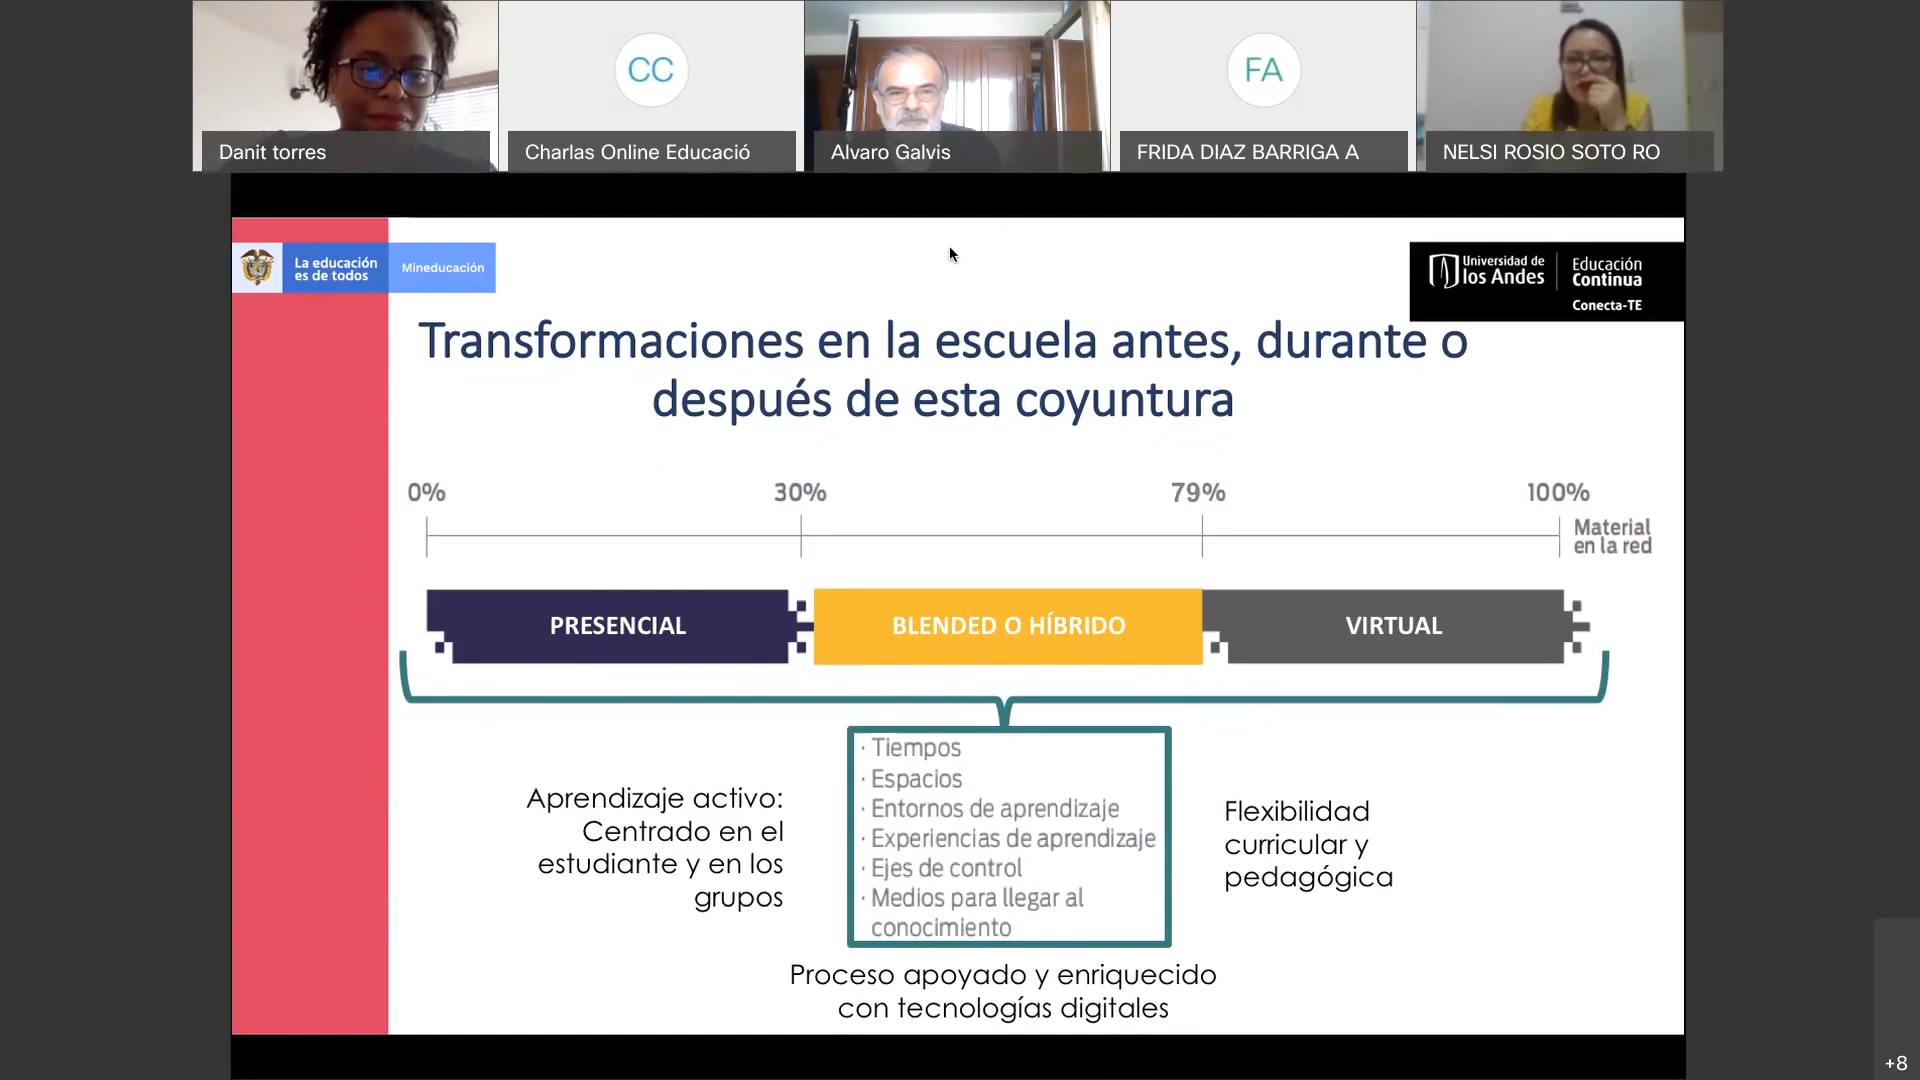 CC
FA
Danit torres
Charlas Online Educació
Alvaro Galvis
FRIDA DIAZ BARRIGA A
NELSI ROSIO SOTO RO
La educación
es de todos
Mineducación
Universidad de
los Andes
Educación
Continua
Conecta-TE
Transformaciones en la escuela antes, durante o
después de esta coyuntura
0%
30%
79%
100%
Material
en la red
PRESENCIAL
BLENDED O HÍBRIDO
VIRTUAL
Aprendizaje activo:
Centrado en el
estudiante y en los
grupos
· Tiempos
· Espacios
· Entornos de aprendizaje
· Experiencias de aprendizaje
· Ejes de control
· Medios para llegar al
conocimiento
Flexibilidad
curricular y
pedagógica
Proceso apoyado y enriquecido
con tecnologías digitales
+8